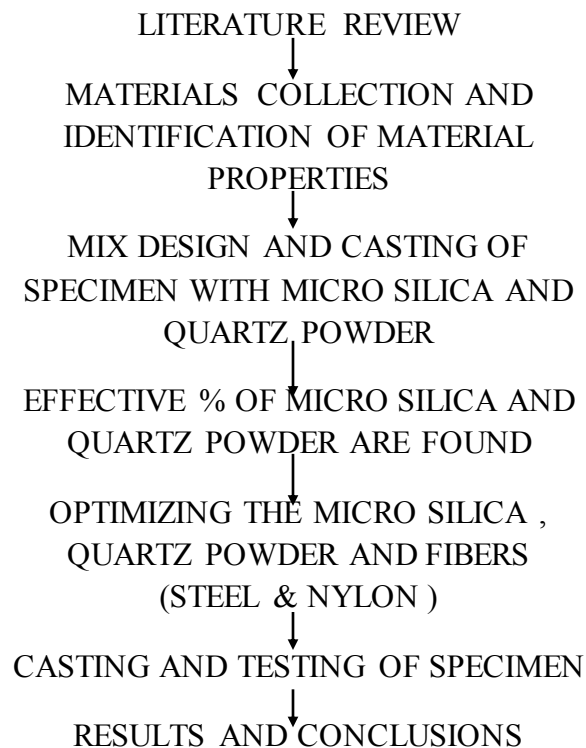 LITERATURE REVIEW
MATERIALS COLLECTION AND
IDENTIFICATION OF MATERIAL
PROPERTIES
MIX DESIGN AND CASTING OF
SPECIMEN WITH MICRO SILICA AND
QUARTZ POWDER
EFFECTIVE % OF MICRO SILICA AND
QUARTZ POWDER ARE FOUND
OPTIMIZING THE MICRO SILICA ,
QUARTZ POWDER AND FIBERS
(STEEL & NYLON )
CASTING AND TESTING OF SPECIMEN
RESULTS AND CONCLUSIONS